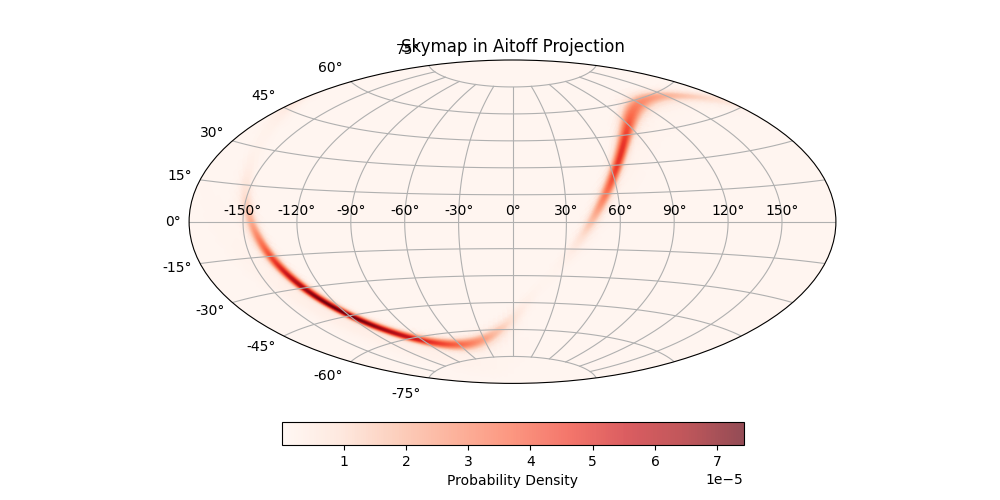 75°
Skymap in Aitoff Projection
60°
45°
30°
15°
-150° -120° -90° -60° -30° 0° 30° 60° 90° 120° 150°
0°
-15°
-30°
-45°
-60°
-75°
1 2 3 4 5 6 7
1e−5
Probability Density